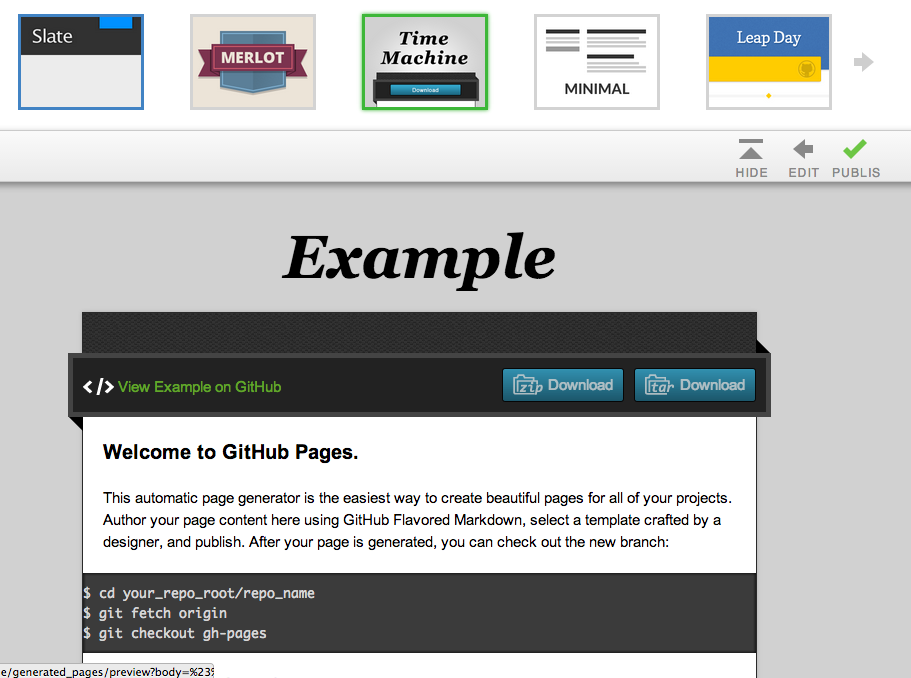 Slate
MERLOT
Time
Machine
Download
MINIMAL
Leap Day
HIDE
EDIT
PUBLIS
Example
</> View Example on GitHub
zip Download
tar Download
Welcome to GitHub Pages.
This automatic page generator is the easiest way to create beautiful pages for all of your projects.
Author your page content here using GitHub Flavored Markdown, select a template crafted by a
designer, and publish. After your page is generated, you can check out the new branch:
$ cd your_repo_root/repo_name
$ git fetch origin
$ git checkout gh-pages
e/generated_pages/preview?body=%23%